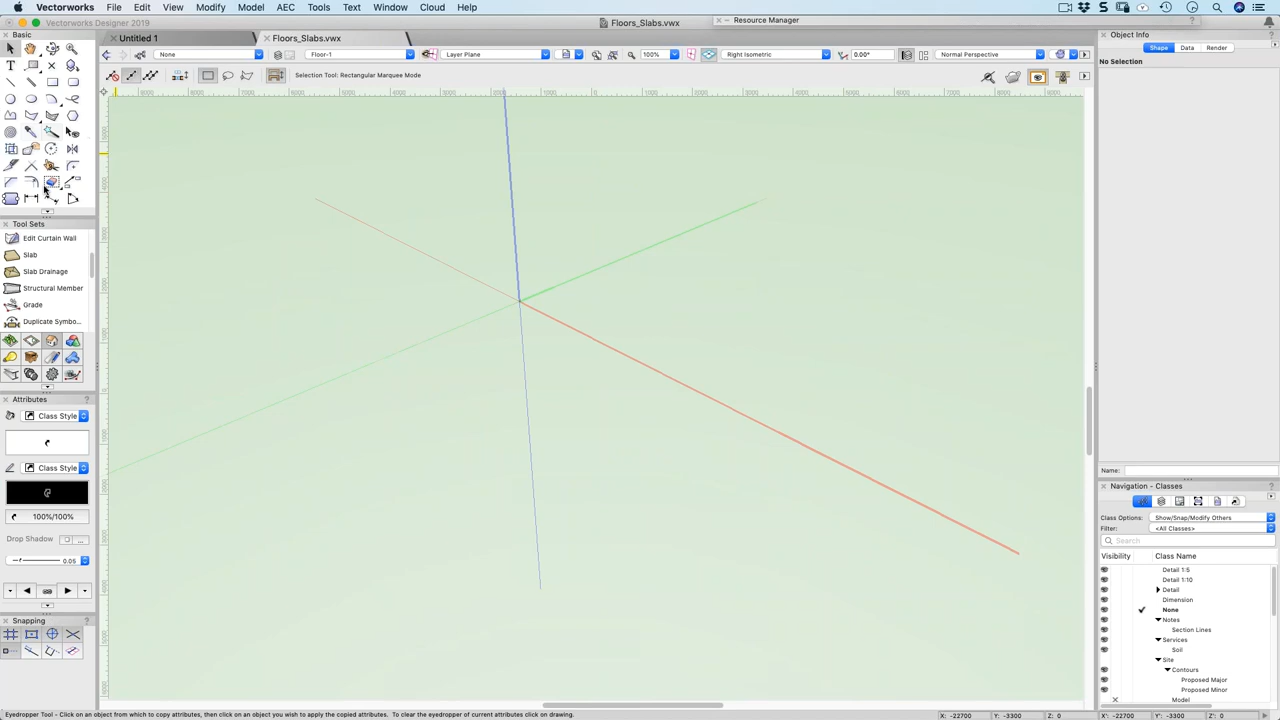 Vectorworks File Edit View Modify Model AEC Tools Text Window Cloud Help
Vectorworks Designer 2019
Floors_Slabs.vwx
Resource Manager
Basic
Untitled 1
Floors_Slabs.vwx
None
Floor-1
Layer Plane
100%
Right Isometric
0.00°
Normal Perspective
Selection Tool: Rectangular Marquee Mode
Object Info
Shape Data Render
No Selection
Tool Sets
Edit Curtain Wall
Slab
Slab Drainage
Structural Member
Grade
Duplicate Symbo...
Attributes
Class Style
Class Style
100%/100%
Drop Shadow
0.05
Snapping
Name:
Navigation - Classes
Class Options: Show/Snap/Modify Others
Filter: <All Classes>
Search
Visibility Class Name
Detail 1:5
Detail 1:10
Detail
Dimension
None
Notes
Section Lines
Services
Soil
Site
Contours
Proposed Major
Proposed Minor
Model
Eyedropper Tool - Click on an object from which to copy attributes, then click on an object you wish to apply the copied attributes. To clear the eyedropper of current attributes click on drawing.
X: -22700 Y: -3300 Z: 0 X: -22700 Y: -3300 Z: 0